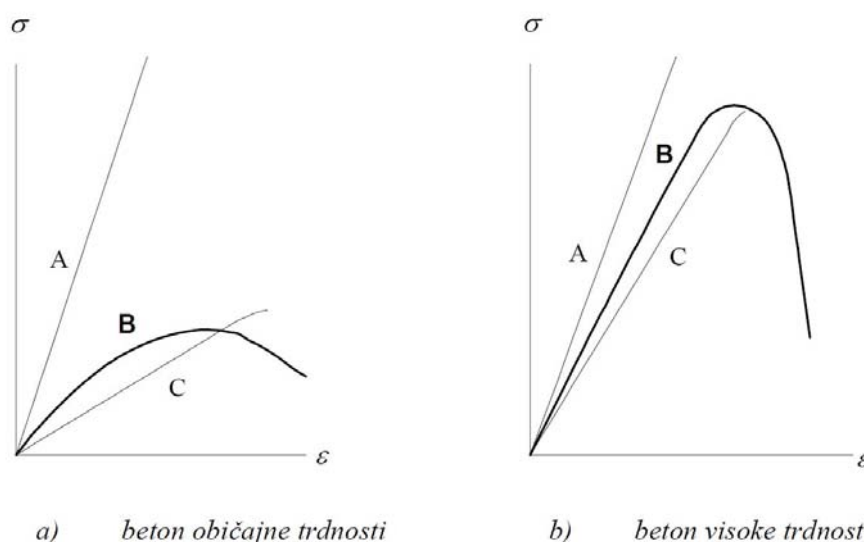 σ
σ
A
B
C
ε
B
A
C
ε
a) beton običajne trdnosti
b) beton visoke trdnost